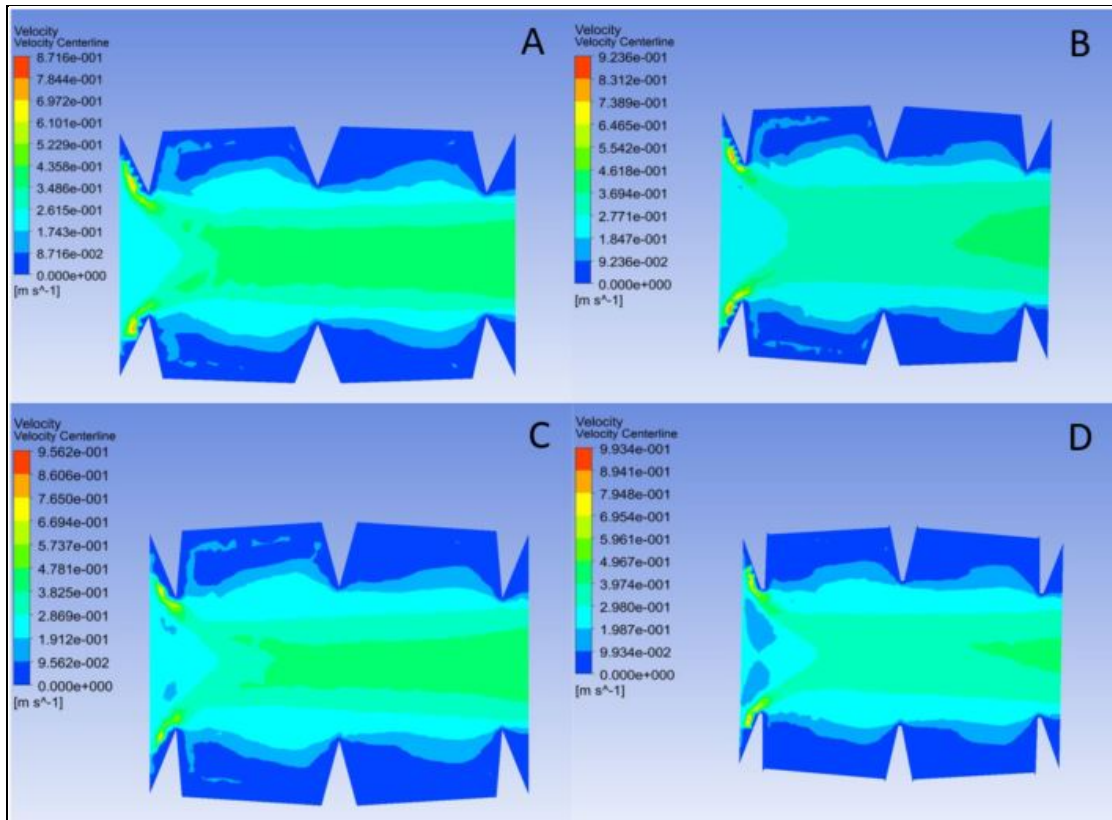 A
Velocity
Velocity Centerline
8.716e-001
7.844e-001
6.972e-001
6.101e-001
5.229e-001
4.358e-001
3.486e-001
2.615e-001
1.743e-001
8.716e-002
0.000e+000
[m s^-1]
B
Velocity
Velocity Centerline
9.236e-001
8.312e-001
7.389e-001
6.465e-001
5.542e-001
4.618e-001
3.694e-001
2.771e-001
1.847e-001
9.236e-002
0.000e+000
[m s^-1]
C
Velocity
Velocity Centerline
9.562e-001
8.606e-001
7.650e-001
6.694e-001
5.737e-001
4.781e-001
3.825e-001
2.869e-001
1.912e-001
9.562e-002
0.000e+000
[m s^-1]
D
Velocity
Velocity Centerline
9.934e-001
8.941e-001
7.948e-001
6.954e-001
5.961e-001
4.967e-001
3.974e-001
2.980e-001
1.987e-001
9.934e-002
0.000e+000
[m s^-1]